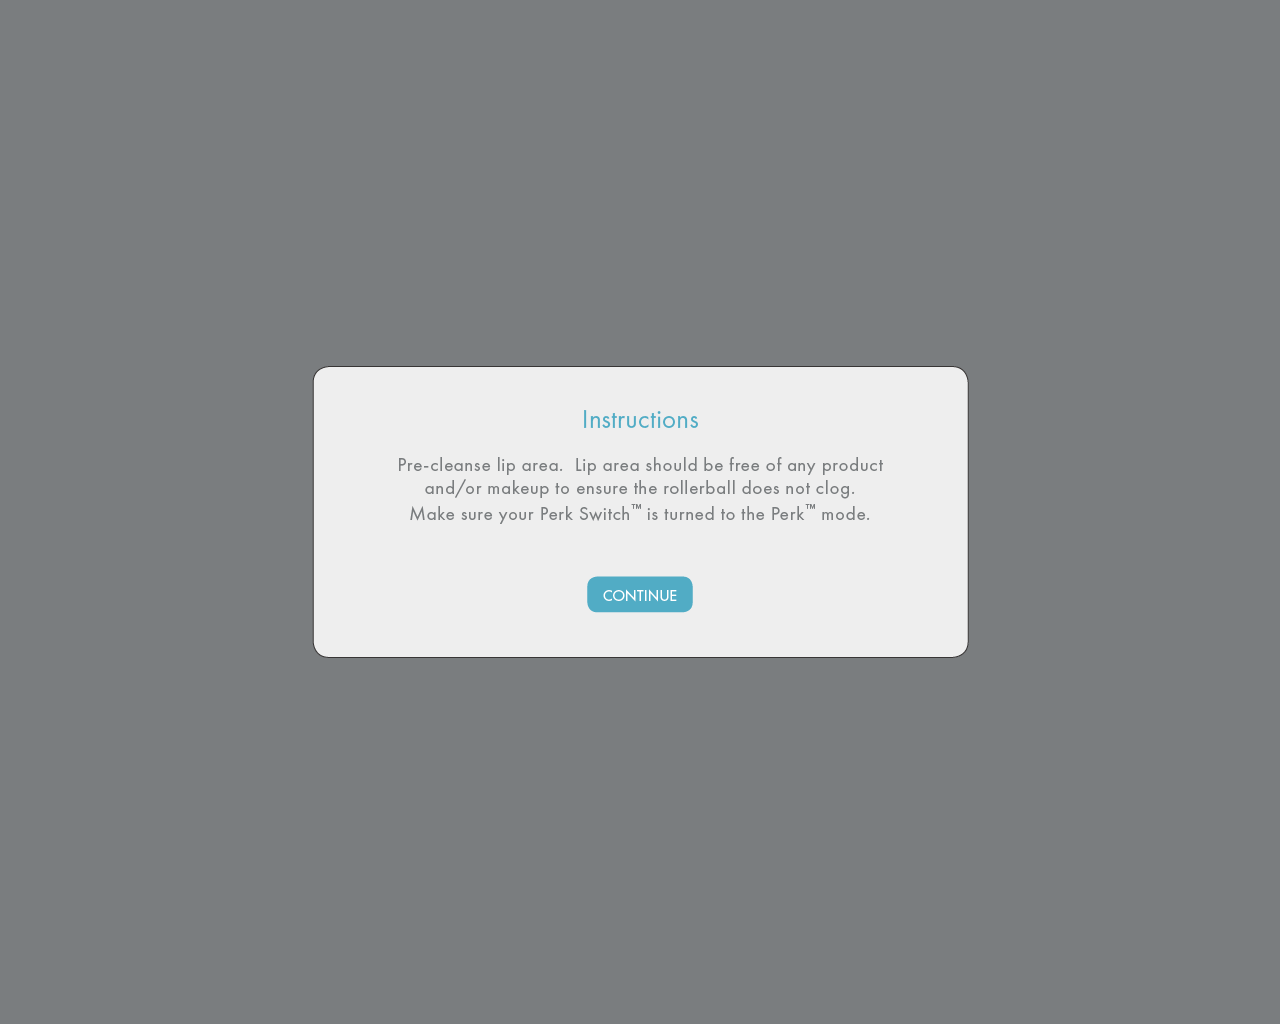 Instructions
Pre-cleanse lip area.  Lip area should be free of any product
and/or makeup to ensure the rollerball does not clog.
Make sure your Perk Switch™ is turned to the Perk™ mode.
CONTINUE